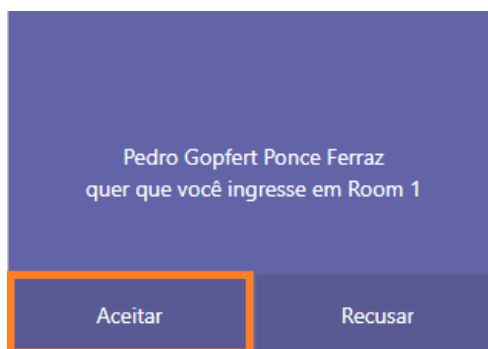 Pedro Gopfert Ponce Ferraz
quer que você ingresse em Room 1
Aceitar
Recusar